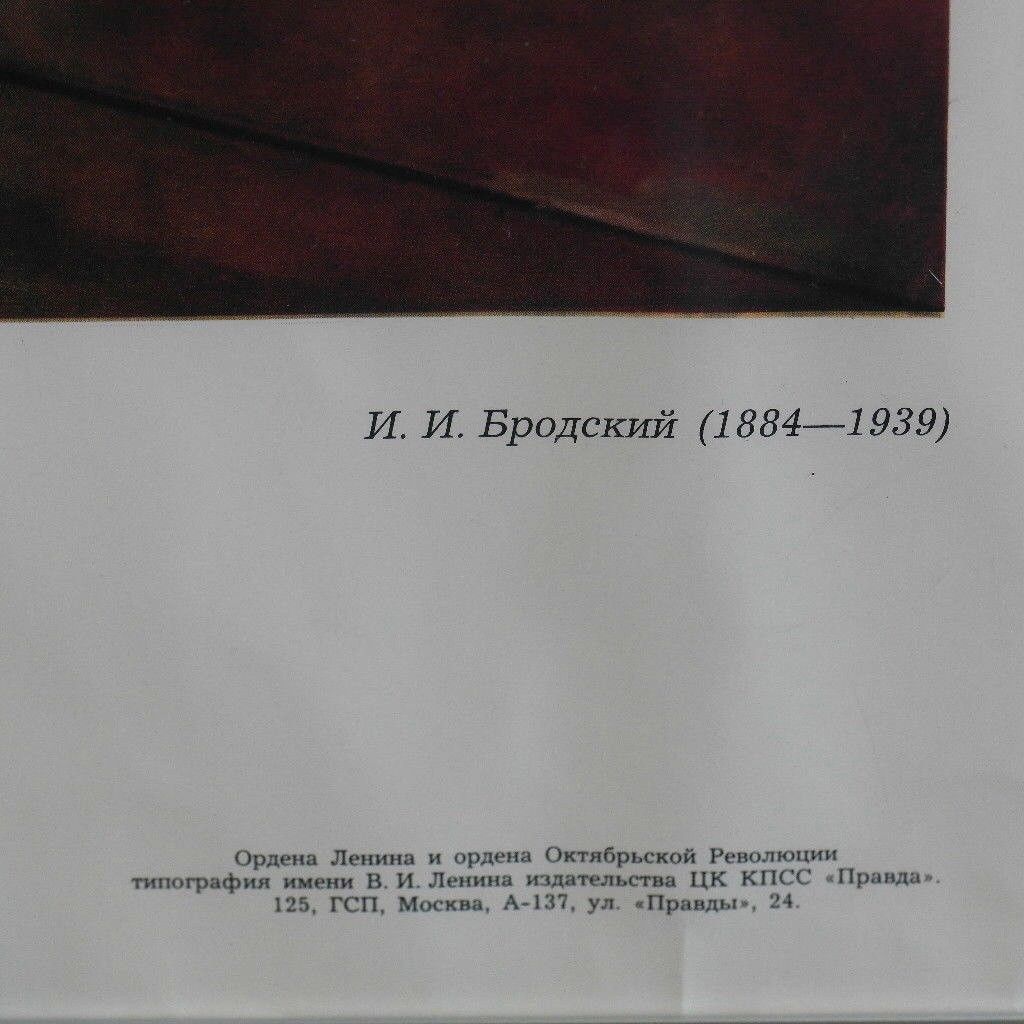 И. И. Бродский (1884—1939)
Ордена Ленина и ордена Октябрьской Революции
типография имени В. И. Ленина издательства ЦК КПСС «Правда».
125, ГСП, Москва, А-137, ул. «Правды», 24.